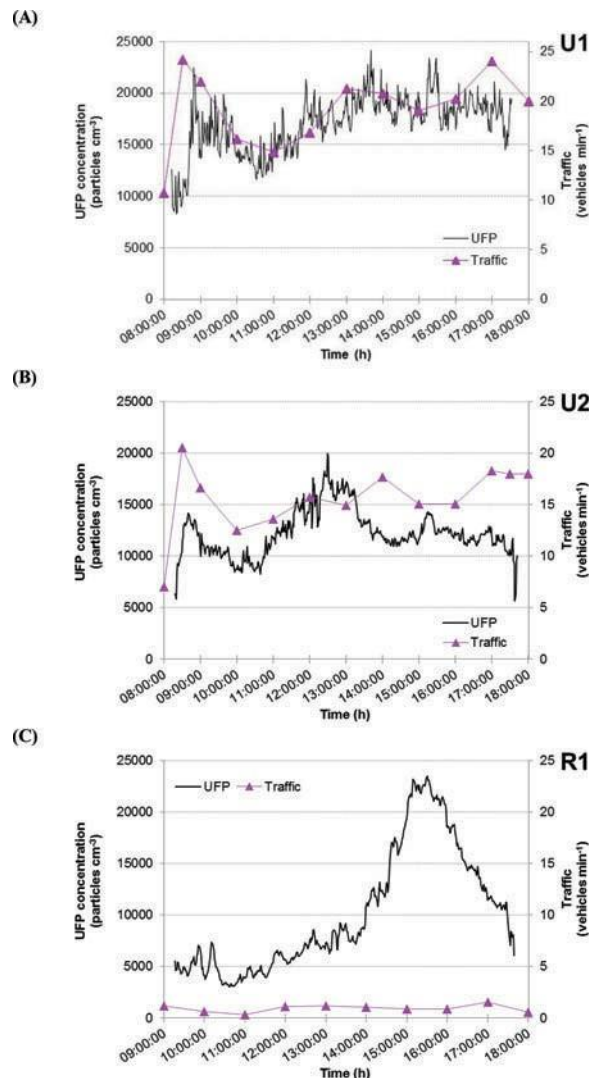 (A)
U1
UFP concentration
(particles cm⁻³)
25000
20000
15000
10000
5000
0
25
20
15
10
5
0
Traffic
(vehicles min⁻¹)
UFP
Traffic
08:00:00
09:00:00
10:00:00
11:00:00
12:00:00
13:00:00
14:00:00
15:00:00
16:00:00
17:00:00
18:00:00
Time (h)
(B)
U2
UFP concentration
(particles cm⁻³)
25000
20000
15000
10000
5000
0
25
20
15
10
5
0
Traffic
(vehicles min⁻¹)
UFP
Traffic
08:00:00
09:00:00
10:00:00
11:00:00
12:00:00
13:00:00
14:00:00
15:00:00
16:00:00
17:00:00
18:00:00
Time (h)
(C)
R1
UFP concentration
(particles cm⁻³)
25000
20000
15000
10000
5000
0
25
20
15
10
5
0
Traffic
(vehicles min⁻¹)
UFP Traffic
09:00:00
10:00:00
11:00:00
12:00:00
13:00:00
14:00:00
15:00:00
16:00:00
17:00:00
18:00:00
Time (h)